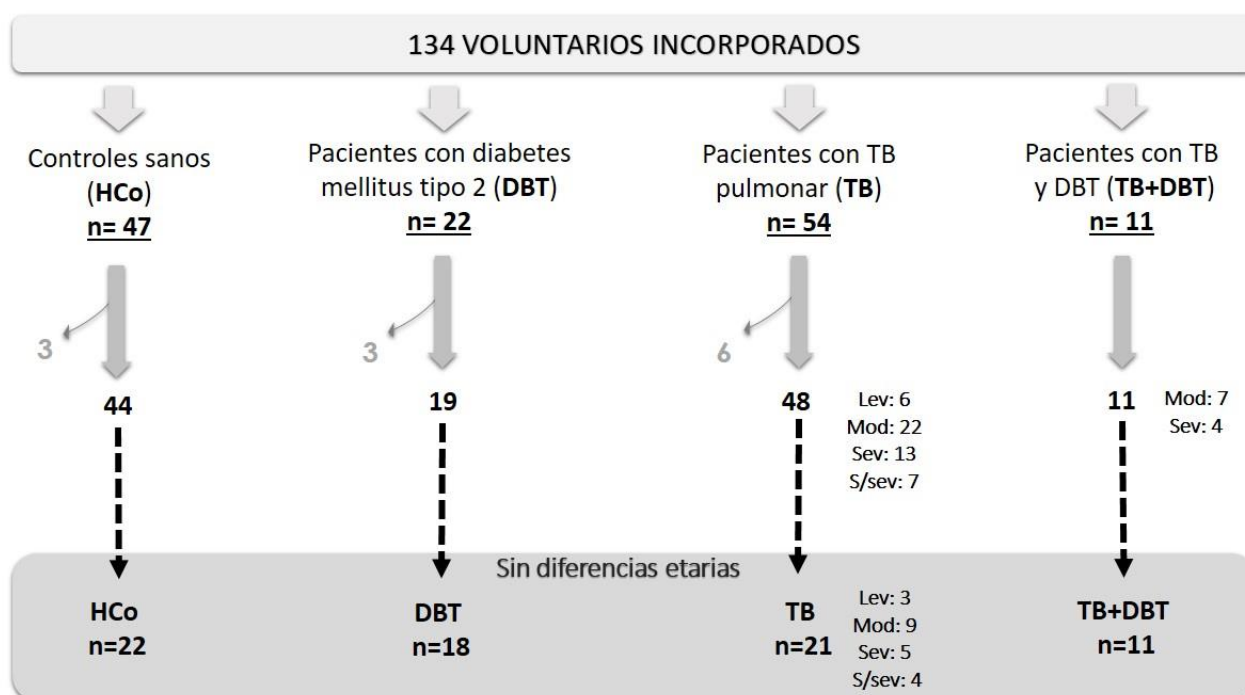 134 VOLUNTARIOS INCORPORADOS
Controles sanos
(HCo)
n= 47
Pacientes con diabetes
mellitus tipo 2 (DBT)
n= 22
Pacientes con TB
pulmonar (TB)
n= 54
Pacientes con TB
y DBT (TB+DBT)
n= 11
3
3
6
44
19
48
Lev: 6
Mod: 22
Sev: 13
S/sev: 7
11
Mod: 7
Sev: 4
Sin diferencias etarias
HCo
n=22
DBT
n=18
TB
n=21
Lev: 3
Mod: 9
Sev: 5
S/sev: 4
TB+DBT
n=11